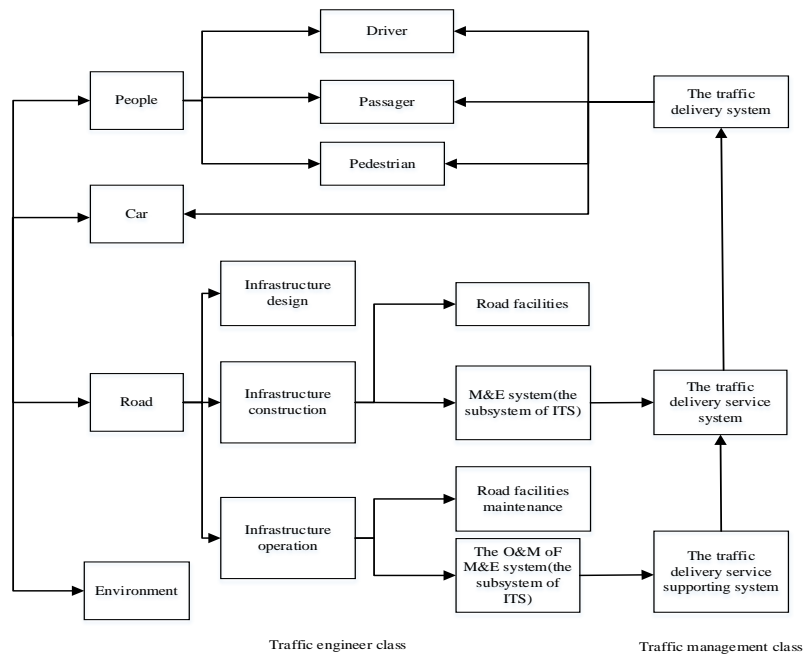 Driver
People
Passager
The traffic
delivery system
Pedestrian
Car
Infrastructure
design
Road facilities
Road
Infrastructure
construction
M&E system(the
subsystem of ITS)
The traffic
delivery service
system
Infrastructure
operation
Road facilities
maintenance
The O&M oF
M&E system(the
subsystem of
ITS)
The traffic
delivery service
supporting system
Environment
Traffic engineer class
Traffic management class